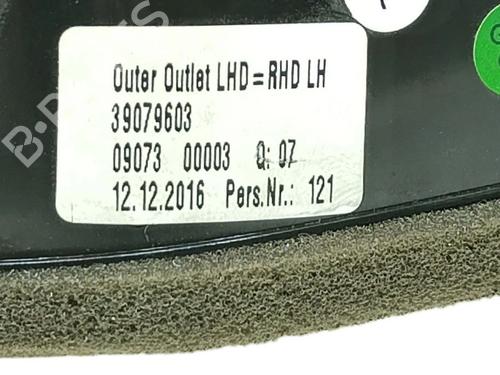 Outer Outlet LHD=RHD LH
39079603
09073 00003 Q: 07
12.12.2016 Pers.Nr.: 121